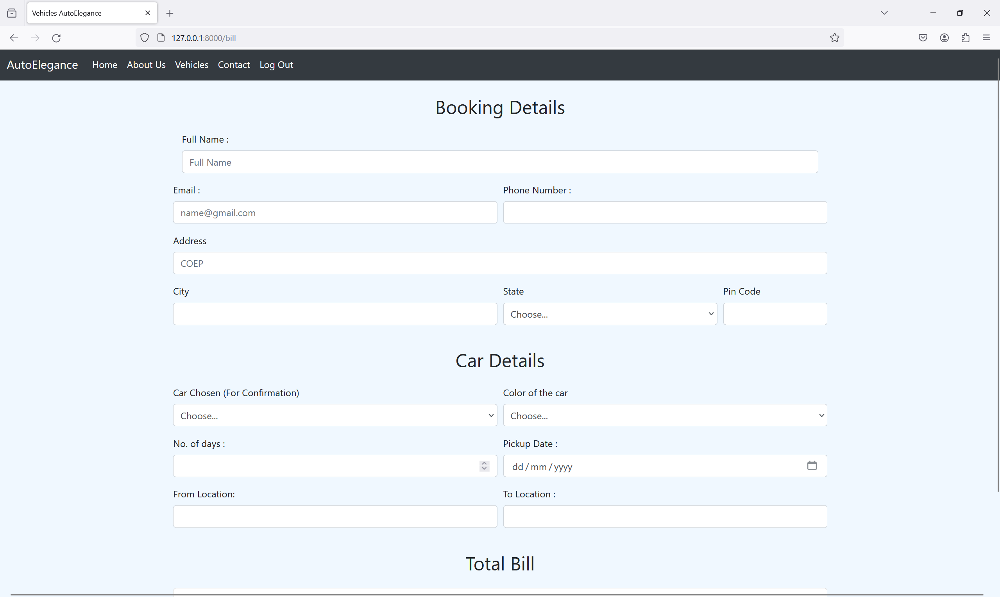 Vehicles AutoElegance
127.0.0.1:8000/bill
AutoElegance Home About Us Vehicles Contact Log Out
Booking Details
Full Name :
Full Name
Email : Phone Number :
name@gmail.com
Address
COEP
City State Pin Code
Choose...
Car Details
Car Chosen (For Confirmation) Color of the car
Choose... Choose...
No. of days : Pickup Date :
dd / mm / yyyy
From Location: To Location :
Total Bill